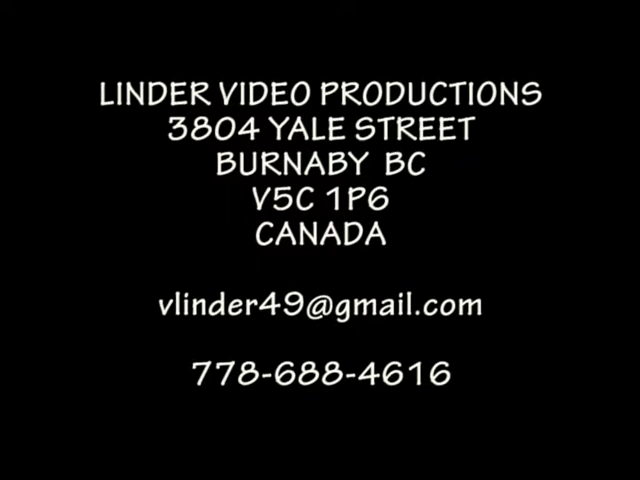 LINDER VIDEO PRODUCTIONS
3804 YALE STREET
BURNABY BC
V5C 1P6
CANADA
vlinder49@gmail.com
778-688-4616